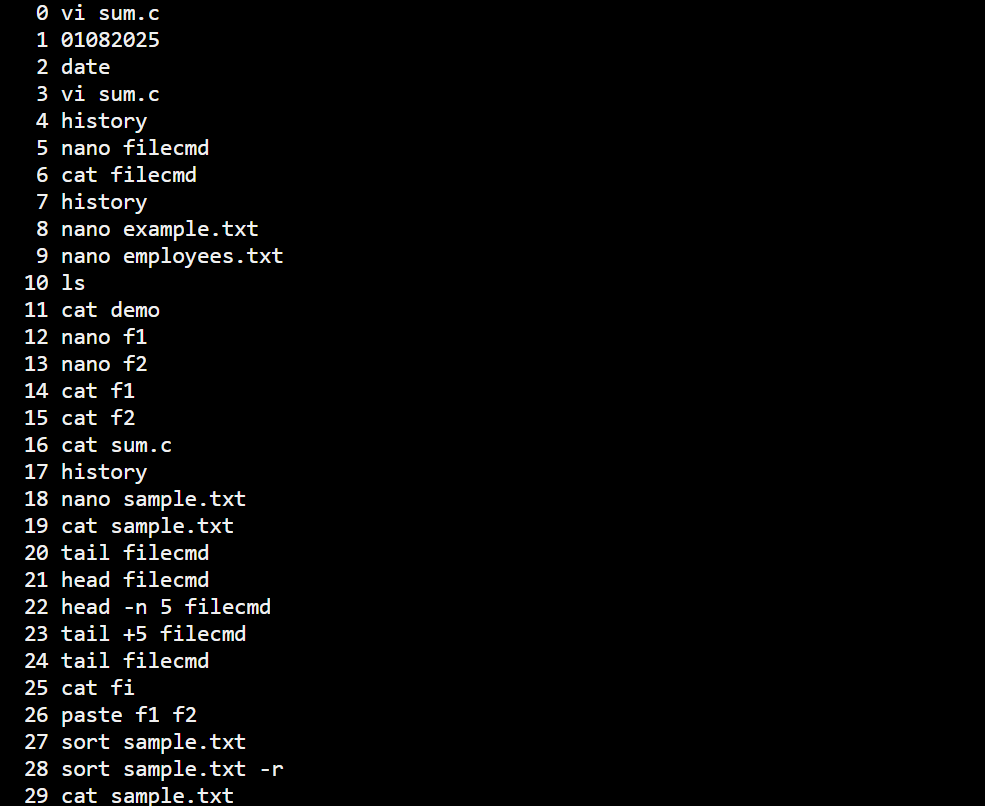 0 vi sum.c
1 01082025
2 date
3 vi sum.c
4 history
5 nano filecmd
6 cat filecmd
7 history
8 nano example.txt
9 nano employees.txt
10 ls
11 cat demo
12 nano f1
13 nano f2
14 cat f1
15 cat f2
16 cat sum.c
17 history
18 nano sample.txt
19 cat sample.txt
20 tail filecmd
21 head filecmd
22 head -n 5 filecmd
23 tail +5 filecmd
24 tail filecmd
25 cat fi
26 paste f1 f2
27 sort sample.txt
28 sort sample.txt -r
29 cat sample.txt